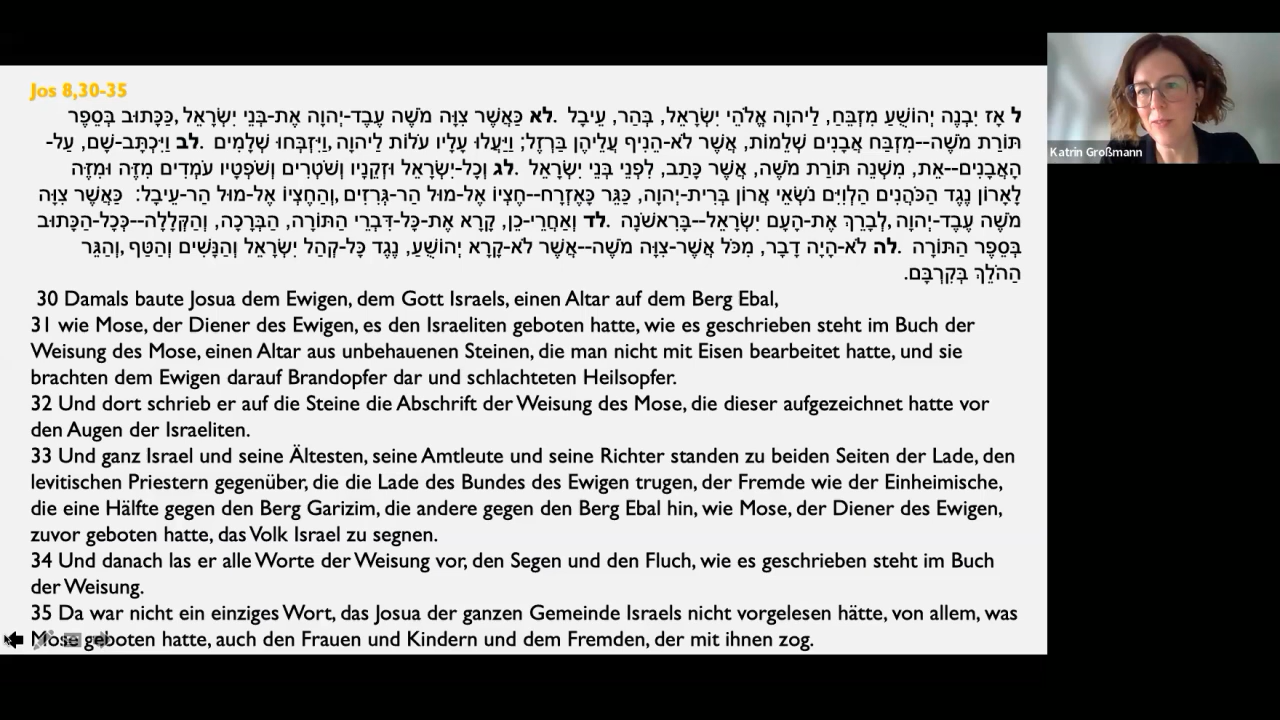 Jos 8,30-35
ל אָז יִבְנֶה יְהוֹשֻׁעַ מִזְבֵּחַ, לַיהוָה אֱלֹהֵי יִשְׂרָאֵל, בְּהַר, עֵיבָל .לא כַּאֲשֶׁר צִוָּה מֹשֶׁה עֶבֶד-יְהוָה אֶת-בְּנֵי יִשְׂרָאֵל ,כַּכָּתוּב בְּסֵפֶר
תּוֹרַת מֹשֶׁה--מִזְבַּח אֲבָנִים שְׁלֵמוֹת, אֲשֶׁר לֹא-הֵנִיף עֲלֵיהֶן בַּרְזֶל; וַיַּעֲלוּ עָלָיו עֹלוֹת לַיהוָה ,וַיִּזְבְּחוּ שְׁלָמִים .לב וַיִּכְתָּב-שָׁם, עַל-
הָאֲבָנִים--אֵת, מִשְׁנֵה תּוֹרַת מֹשֶׁה, אֲשֶׁר כָּתַב, לִפְנֵי בְּנֵי יִשְׂרָאֵל .לג וְכָל-יִשְׂרָאֵל וּזְקֵנָיו וְשֹׁטְרִים וְשֹׁפְטָיו עֹמְדִים מִזֶּה וּמִזֶּה
לָאָרוֹן נֶגֶד הַכֹּהֲנִים הַלְוִיִּם נֹשְׂאֵי אֲרוֹן בְּרִית-יְהוָה, כַּגֵּר כָּאֶזְרָח--חֶצְיוֹ אֶל-מוּל הַר-גְּרִזִים ,וְהַחֶצְיוֹ אֶל-מוּל הַר-עֵיבָל: כַּאֲשֶׁר צִוָּה
מֹשֶׁה עֶבֶד-יְהוָה ,לְבָרֵךְ אֶת-הָעָם יִשְׂרָאֵל--בָּרִאשֹׁנָה .לד וְאַחֲרֵי-כֵן, קָרָא אֶת-כָּל-דִּבְרֵי הַתּוֹרָה, הַבְּרָכָה, וְהַקְּלָלָה--כְּכָל-הַכָּתוּב
בְּסֵפֶר הַתּוֹרָה .לה לֹא-הָיָה דָבָר, מִכֹּל אֲשֶׁר-צִוָּה מֹשֶׁה--אֲשֶׁר לֹא-קָרָא יְהוֹשֻׁעַ, נֶגֶד כָּל-קְהַל יִשְׂרָאֵל וְהַנָּשִׁים וְהַטַּף ,וְהַגֵּר
הַהֹלֵךְ בְּקִרְבָּם.
30 Damals baute Josua dem Ewigen, dem Gott Israels, einen Altar auf dem Berg Ebal,
31 wie Mose, der Diener des Ewigen, es den Israeliten geboten hatte, wie es geschrieben steht im Buch der
Weisung des Mose, einen Altar aus unbehauenen Steinen, die man nicht mit Eisen bearbeitet hatte, und sie
brachten dem Ewigen darauf Brandopfer dar und schlachteten Heilsopfer.
32 Und dort schrieb er auf die Steine die Abschrift der Weisung des Mose, die dieser aufgezeichnet hatte vor
den Augen der Israeliten.
33 Und ganz Israel und seine Ältesten, seine Amtleute und seine Richter standen zu beiden Seiten der Lade, den
levitischen Priestern gegenüber, die die Lade des Bundes des Ewigen trugen, der Fremde wie der Einheimische,
die eine Hälfte gegen den Berg Garizim, die andere gegen den Berg Ebal hin, wie Mose, der Diener des Ewigen,
zuvor geboten hatte, das Volk Israel zu segnen.
34 Und danach las er alle Worte der Weisung vor, den Segen und den Fluch, wie es geschrieben steht im Buch
der Weisung.
35 Da war nicht ein einziges Wort, das Josua der ganzen Gemeinde Israels nicht vorgelesen hätte, von allem, was
Mose geboten hatte, auch den Frauen und Kindern und dem Fremden, der mit ihnen zog.
Katrin Großmann